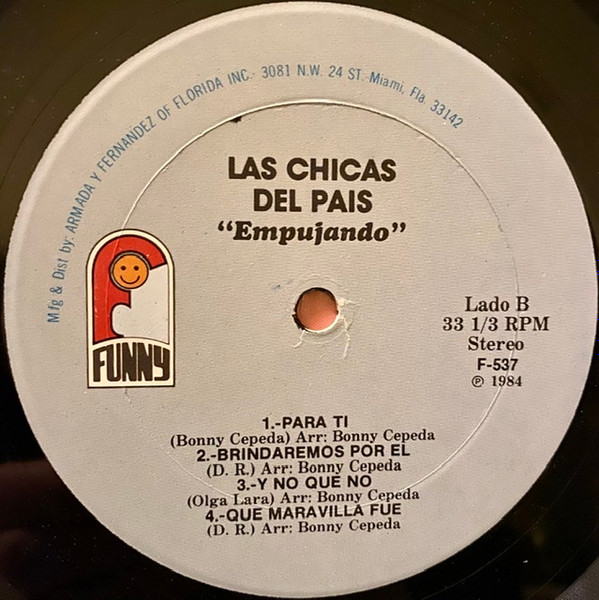 Mfg & Dist by: ARMADA Y FERNANDEZ OF FLORIDA INC. 3081 N.W. 24 ST. Miami, Fla. 33142
LAS CHICAS
DEL PAIS
"Empujando"
FUNNY
Lado B
33 1/3 RPM
Stereo
F-537
℗ 1984
1.-PARA TI
(Bonny Cepeda) Arr: Bonny Cepeda
2.-BRINDAREMOS POR EL
(D. R.) Arr: Bonny Cepeda
3.-Y NO QUE NO
(Olga Lara) Arr: Bonny Cepeda
4.-QUE MARAVILLA FUE
(D. R.) Arr: Bonny Cepeda